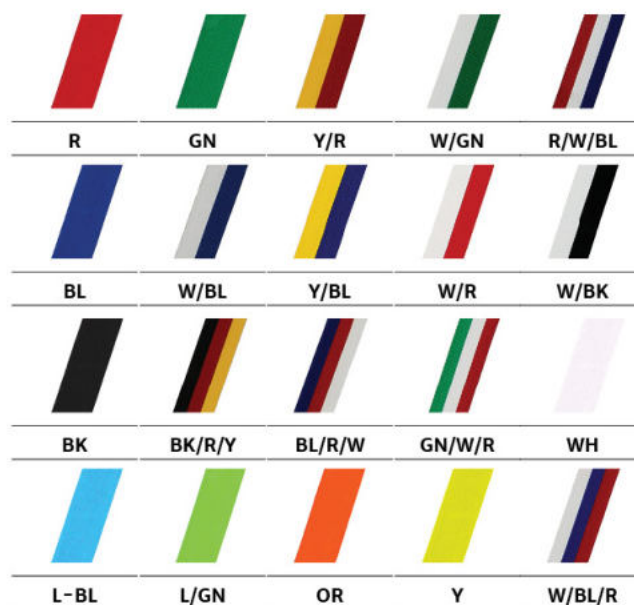 R GN Y/R W/GN R/W/BL
BL W/BL Y/BL W/R W/BK
BK BK/R/Y BL/R/W GN/W/R WH
L-BL L/GN OR Y W/BL/R